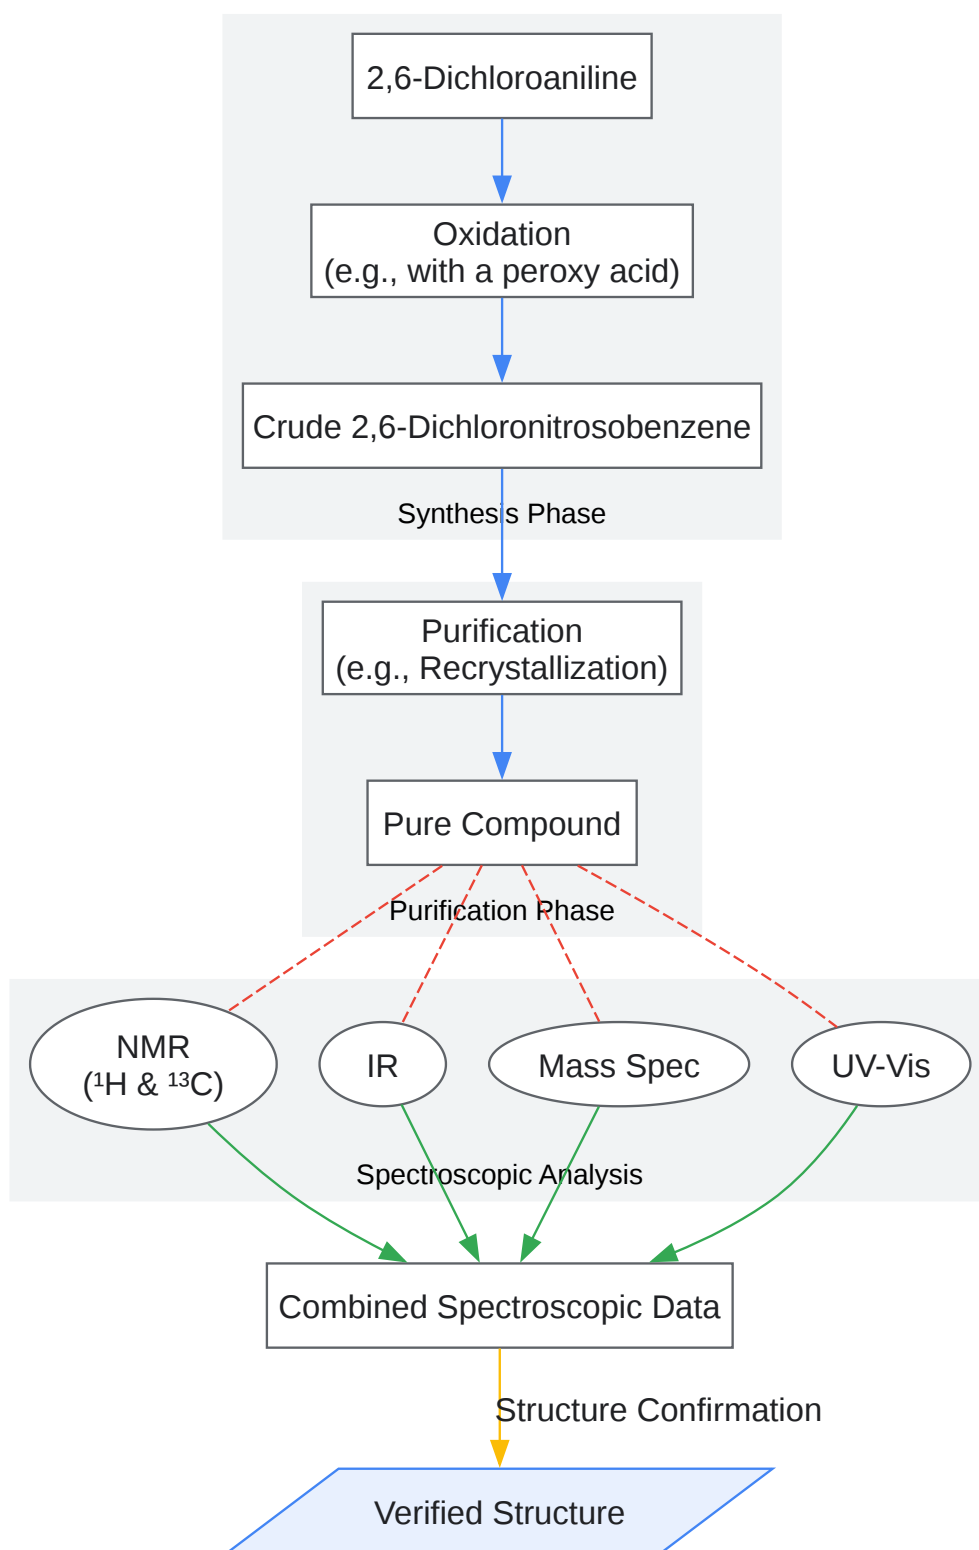 2,6-Dichloroaniline
Oxidation
(e.g., with a peroxy acid)
Crude 2,6-Dichloronitrosobenzene
Synthesis Phase
Purification
(e.g., Recrystallization)
Pure Compound
Purification Phase
NMR
(¹H & ¹³C)
IR
Mass Spec
UV-Vis
Spectroscopic Analysis
Combined Spectroscopic Data
Structure Confirmation
Verified Structure